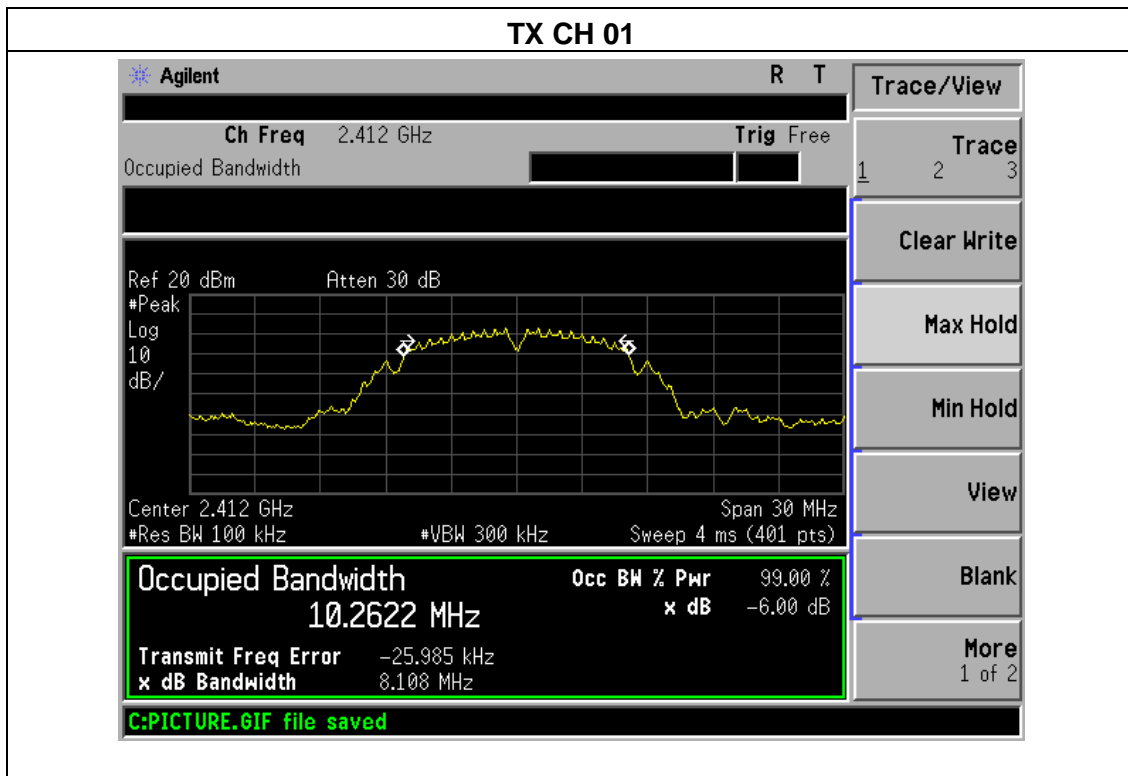 TX CH 01
Agilent R T
Ch Freq 2.412 GHz Trig Free
Occupied Bandwidth
Ref 20 dBm Atten 30 dB
#Peak
Log
10
dB/
Center 2.412 GHz Span 30 MHz
#Res BW 100 kHz #VBW 300 kHz Sweep 4 ms (401 pts)
Occupied Bandwidth
10.2622 MHz
Occ BW % Pwr 99.00 %
x dB -6.00 dB
Transmit Freq Error -25.985 kHz
x dB Bandwidth 8.108 MHz
C:PICTURE.GIF file saved
Trace/View
Trace
1 2 3
Clear Write
Max Hold
Min Hold
View
Blank
More
1 of 2